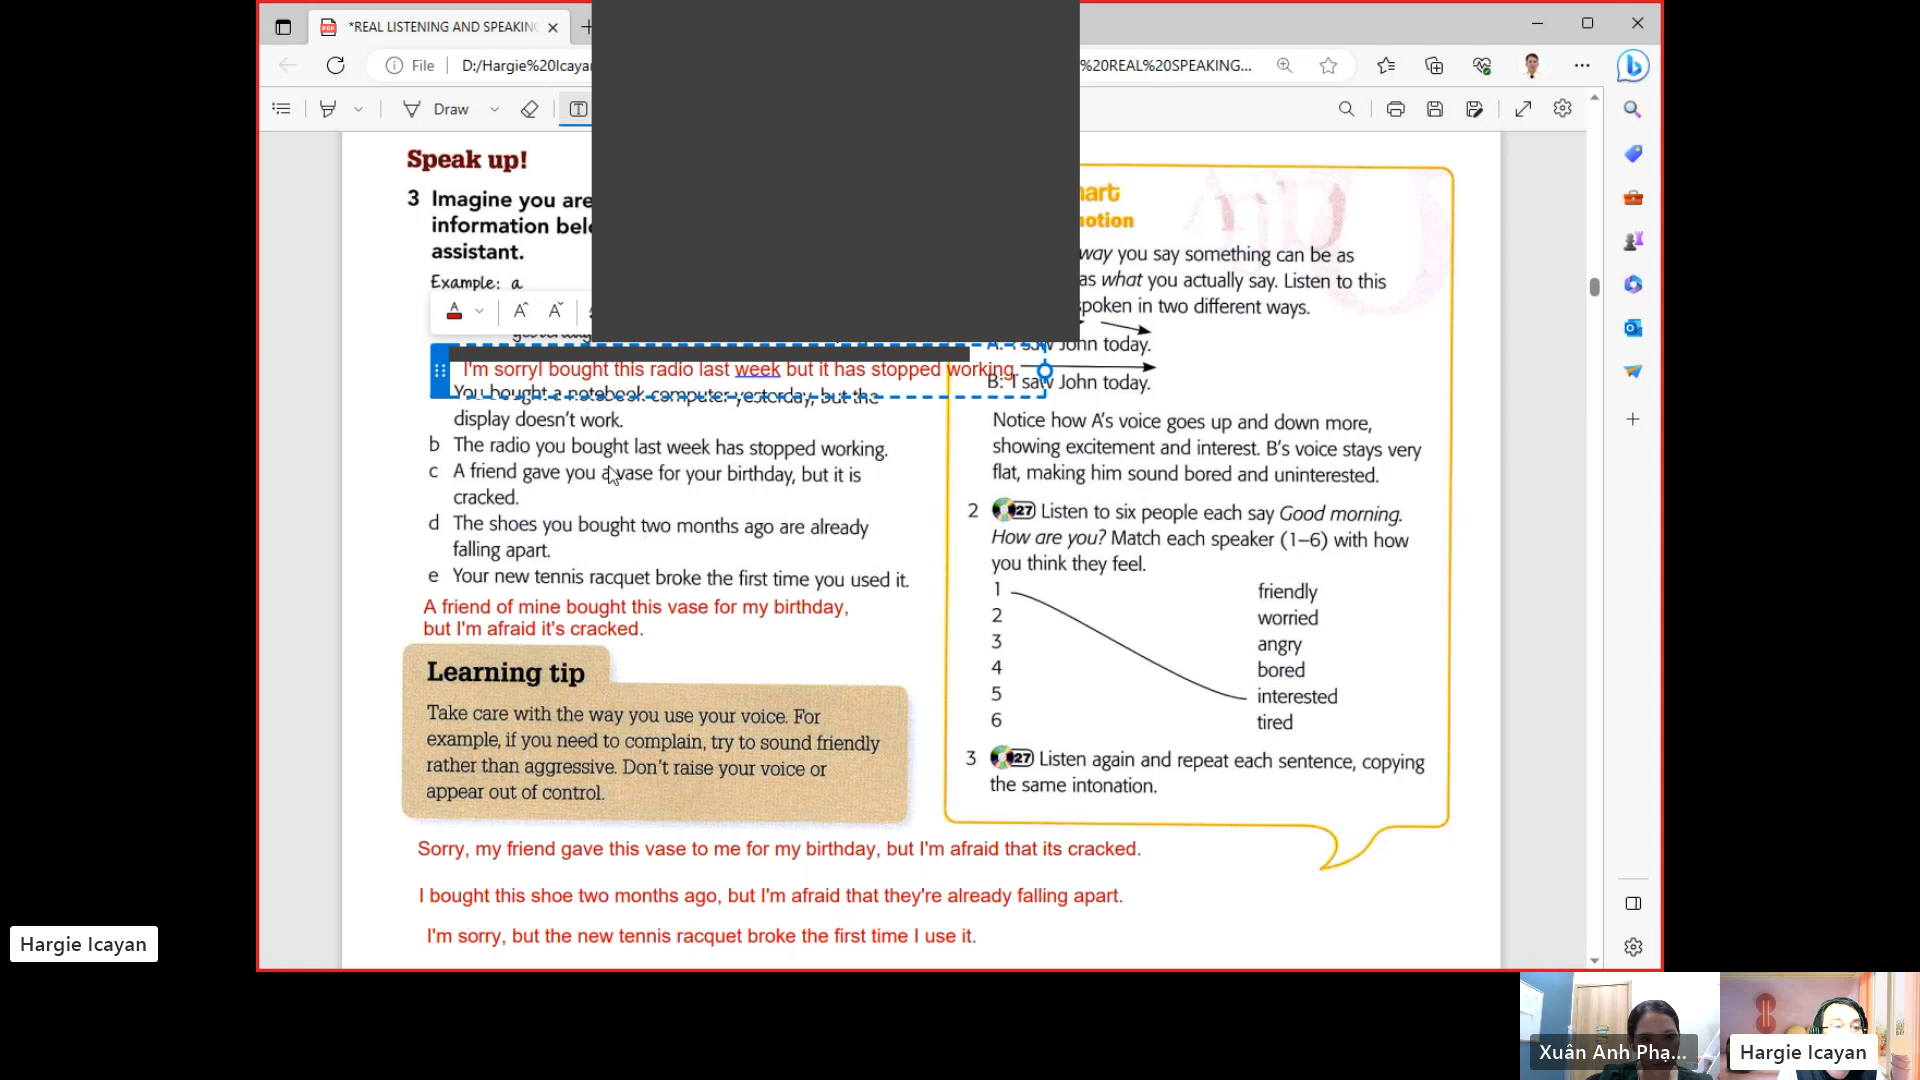 *REAL LISTENING AND SPEAKIN
File
D:/Hargie%20Icaya
%20REAL%20SPEAKING...
Draw
Speak up!
3 Imagine you are
information bel
assistant.
Example: a
I'm sorryI bought this radio last week but it has stopped working.
You bought a notebook computer yesterday, but the
display doesn't work.
b The radio you bought last week has stopped working.
c A friend gave you a vase for your birthday, but it is
cracked.
d The shoes you bought two months ago are already
falling apart.
e Your new tennis racquet broke the first time you used it.
A friend of mine bought this vase for my birthday,
but I'm afraid it's cracked.
Learning tip
Take care with the way you use your voice. For
example, if you need to complain, try to sound friendly
rather than aggressive. Don't raise your voice or
appear out of control.
Sorry, my friend gave this vase to me for my birthday, but I'm afraid that its cracked.
I bought this shoe two months ago, but I'm afraid that they're already falling apart.
I'm sorry, but the new tennis racquet broke the first time I use it.
way you say something can be as
as what you actually say. Listen to this
spoken in two different ways.
A: I saw John today.
B: I saw John today.
Notice how A's voice goes up and down more,
showing excitement and interest. B's voice stays very
flat, making him sound bored and uninterested.
2 27 Listen to six people each say Good morning.
How are you? Match each speaker (1–6) with how
you think they feel.
1 friendly
2 worried
3 angry
4 bored
5 interested
6 tired
3 27 Listen again and repeat each sentence, copying
the same intonation.
Hargie Icayan
Xuân Anh Phạ...
Hargie Icayan